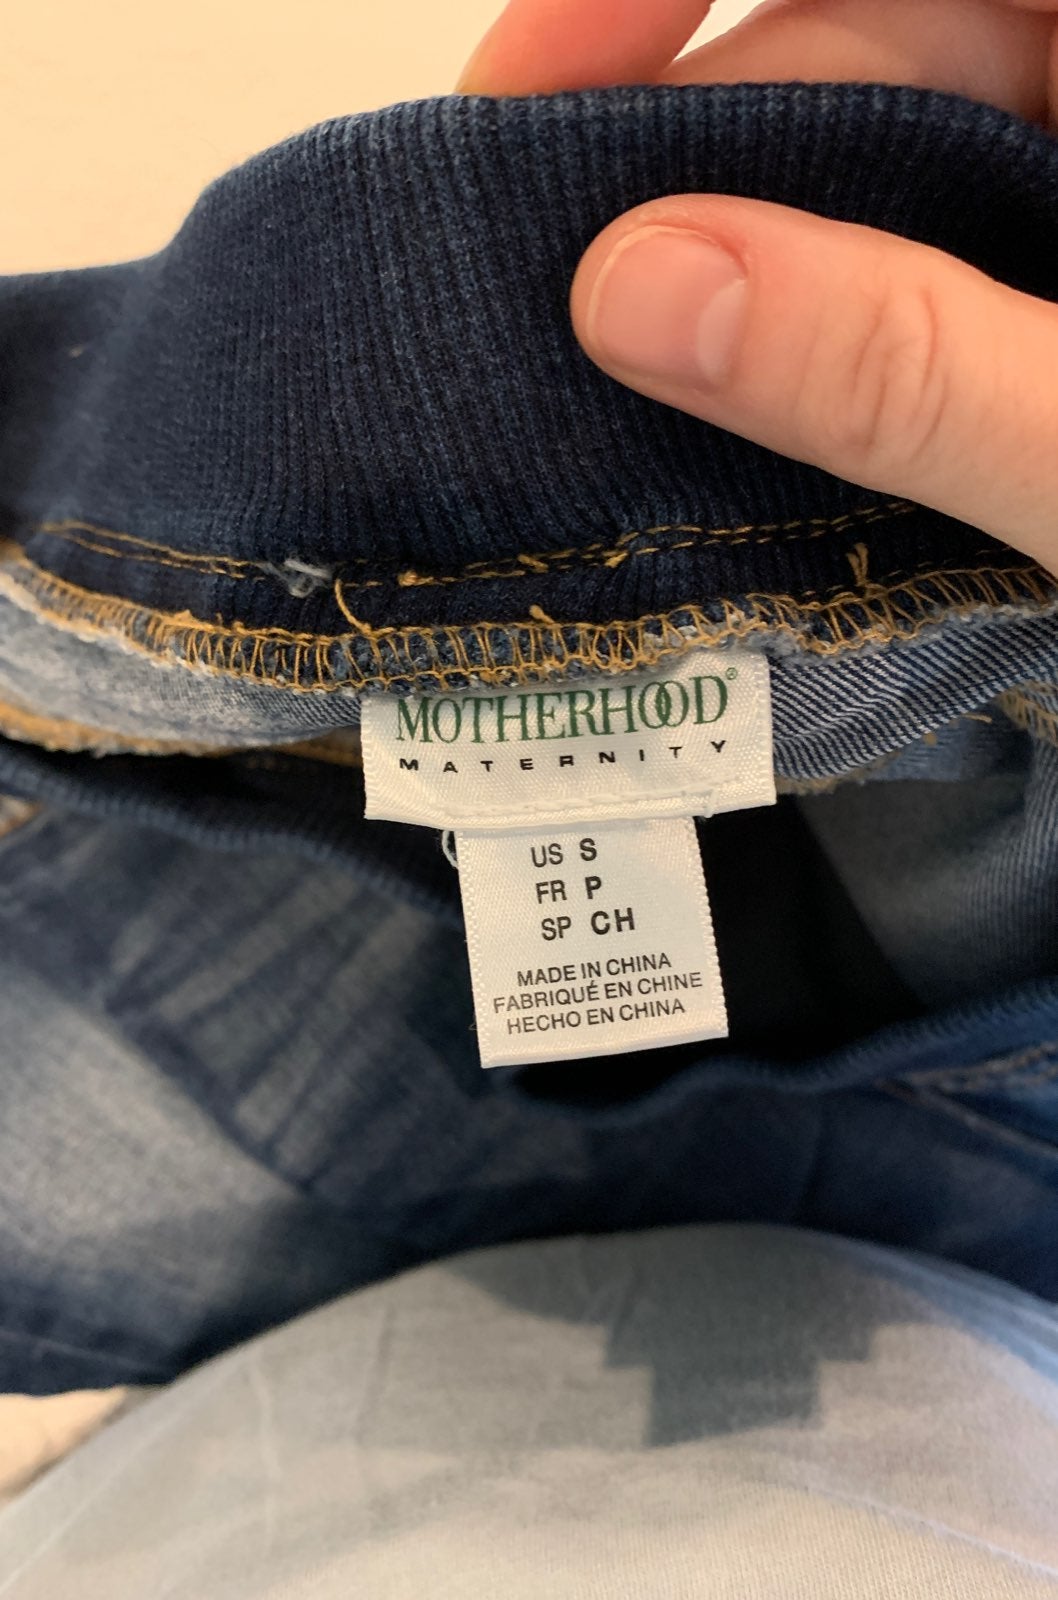 MOTHERHOOD®
MATERNITY
US S
FR P
SP CH
MADE IN CHINA
FABRIQUÉ EN CHINE
HECHO EN CHINA